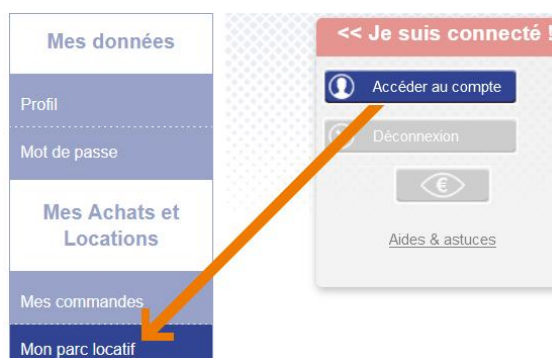 Mes données
Profil
Mot de passe
Mes Achats et
Locations
Mes commandes
Mon parc locatif
<< Je suis connecté !
Accéder au compte
Déconnexion
€
Aides & astuces